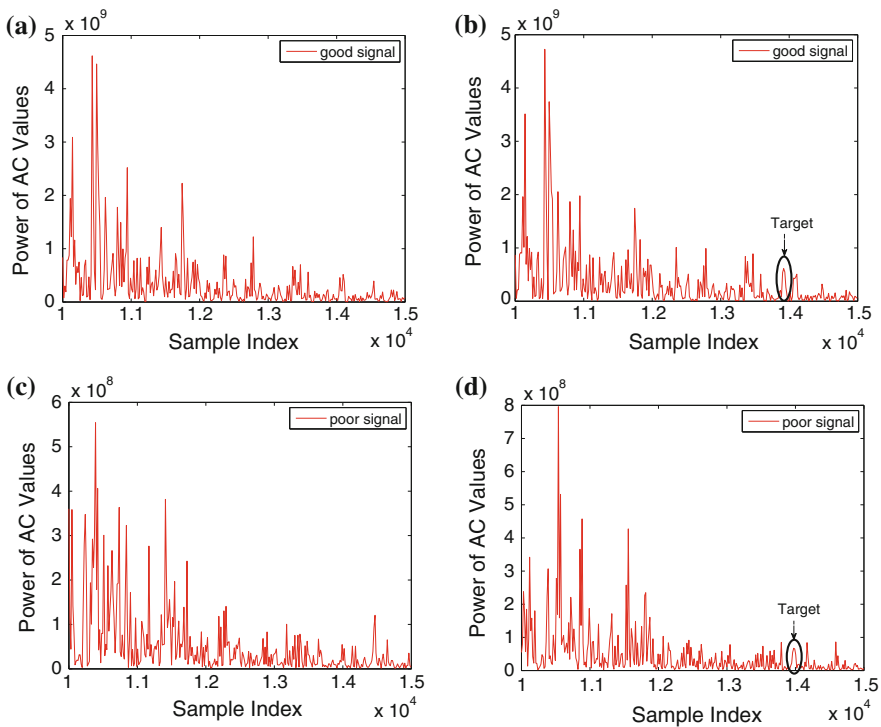 (a)
x 10^9
good signal
5
4
3
2
1
0
Power of AC Values
1 1.1 1.2 1.3 1.4 1.5
Sample Index
x 10^4
(b)
x 10^9
good signal
5
4
3
2
1
0
Power of AC Values
Target
1 1.1 1.2 1.3 1.4 1.5
Sample Index
x 10^4
(c)
x 10^8
poor signal
6
5
4
3
2
1
0
Power of AC Values
1 1.1 1.2 1.3 1.4 1.5
Sample Index
x 10^4
(d)
x 10^8
poor signal
8
7
6
5
4
3
2
1
0
Power of AC Values
Target
1 1.1 1.2 1.3 1.4 1.5
Sample Index
x 10^4